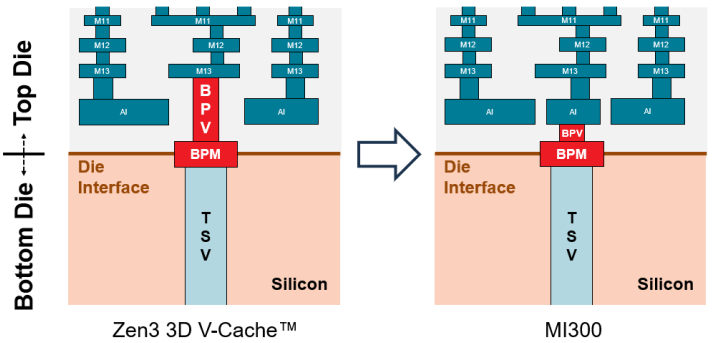 Top Die
Bottom Die
M11
M11
M11
M12
M12
M12
M13
M13
M13
Al
Al
B
P
V
BPM
Die
Interface
T
S
V
Silicon
Zen3 3D V-Cache™
M11
M11
M11
M12
M12
M12
M13
M13
M13
Al
Al
Al
BPV
BPM
Die
Interface
T
S
V
Silicon
MI300